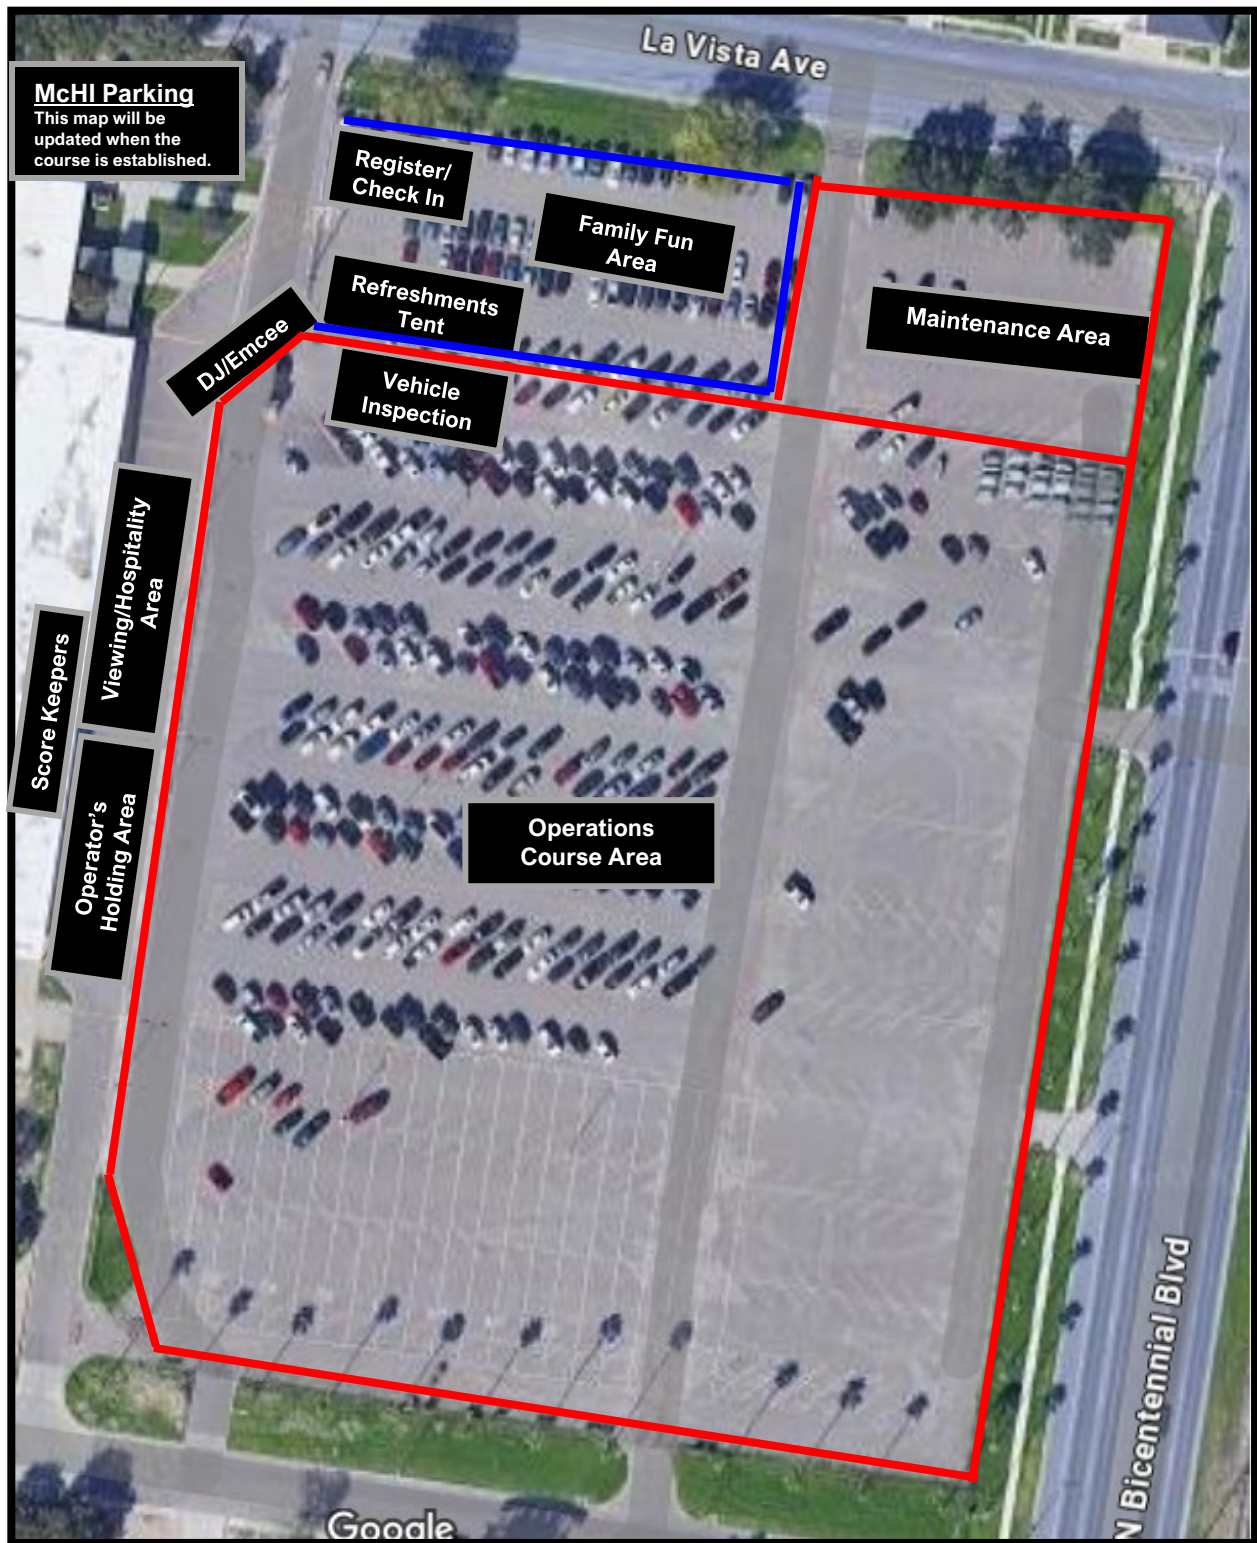 La Vista Ave
McHI Parking
This map will be
updated when the
course is established.
Register/
Check In
Family Fun
Area
Refreshments
Tent
Maintenance Area
DJ/Emcee
Vehicle
Inspection
Viewing/Hospitality
Area
Score Keepers
Operator's
Holding Area
Operations
Course Area
N Bicentennial Blvd
Google